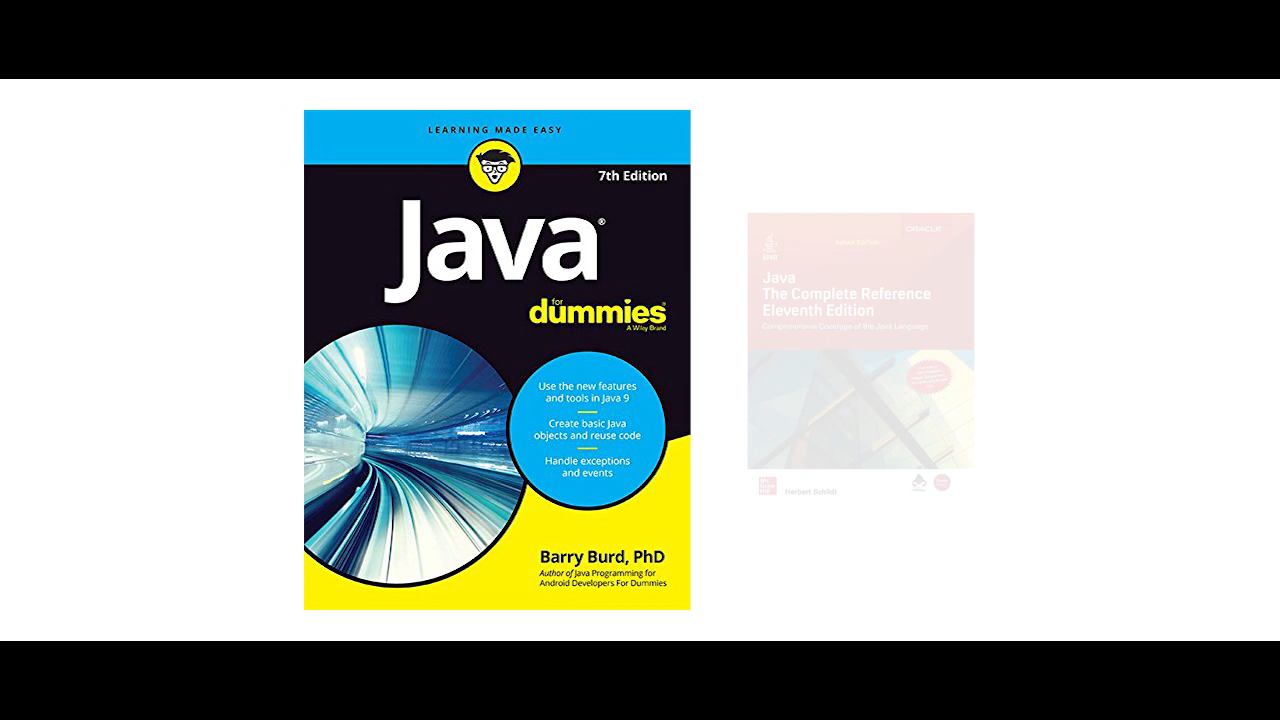 LEARNING MADE EASY
7th Edition
Java®
for
dummies
A Wiley Brand
Use the new features
and tools in Java 9
Create basic Java
objects and reuse code
Handle exceptions
and events
Barry Burd, PhD
Author of Java Programming for
Android Developers For Dummies
ORACLE
Java
The Complete Reference
Eleventh Edition
Comprehensive Coverage of the Java Language
Herbert Schildt